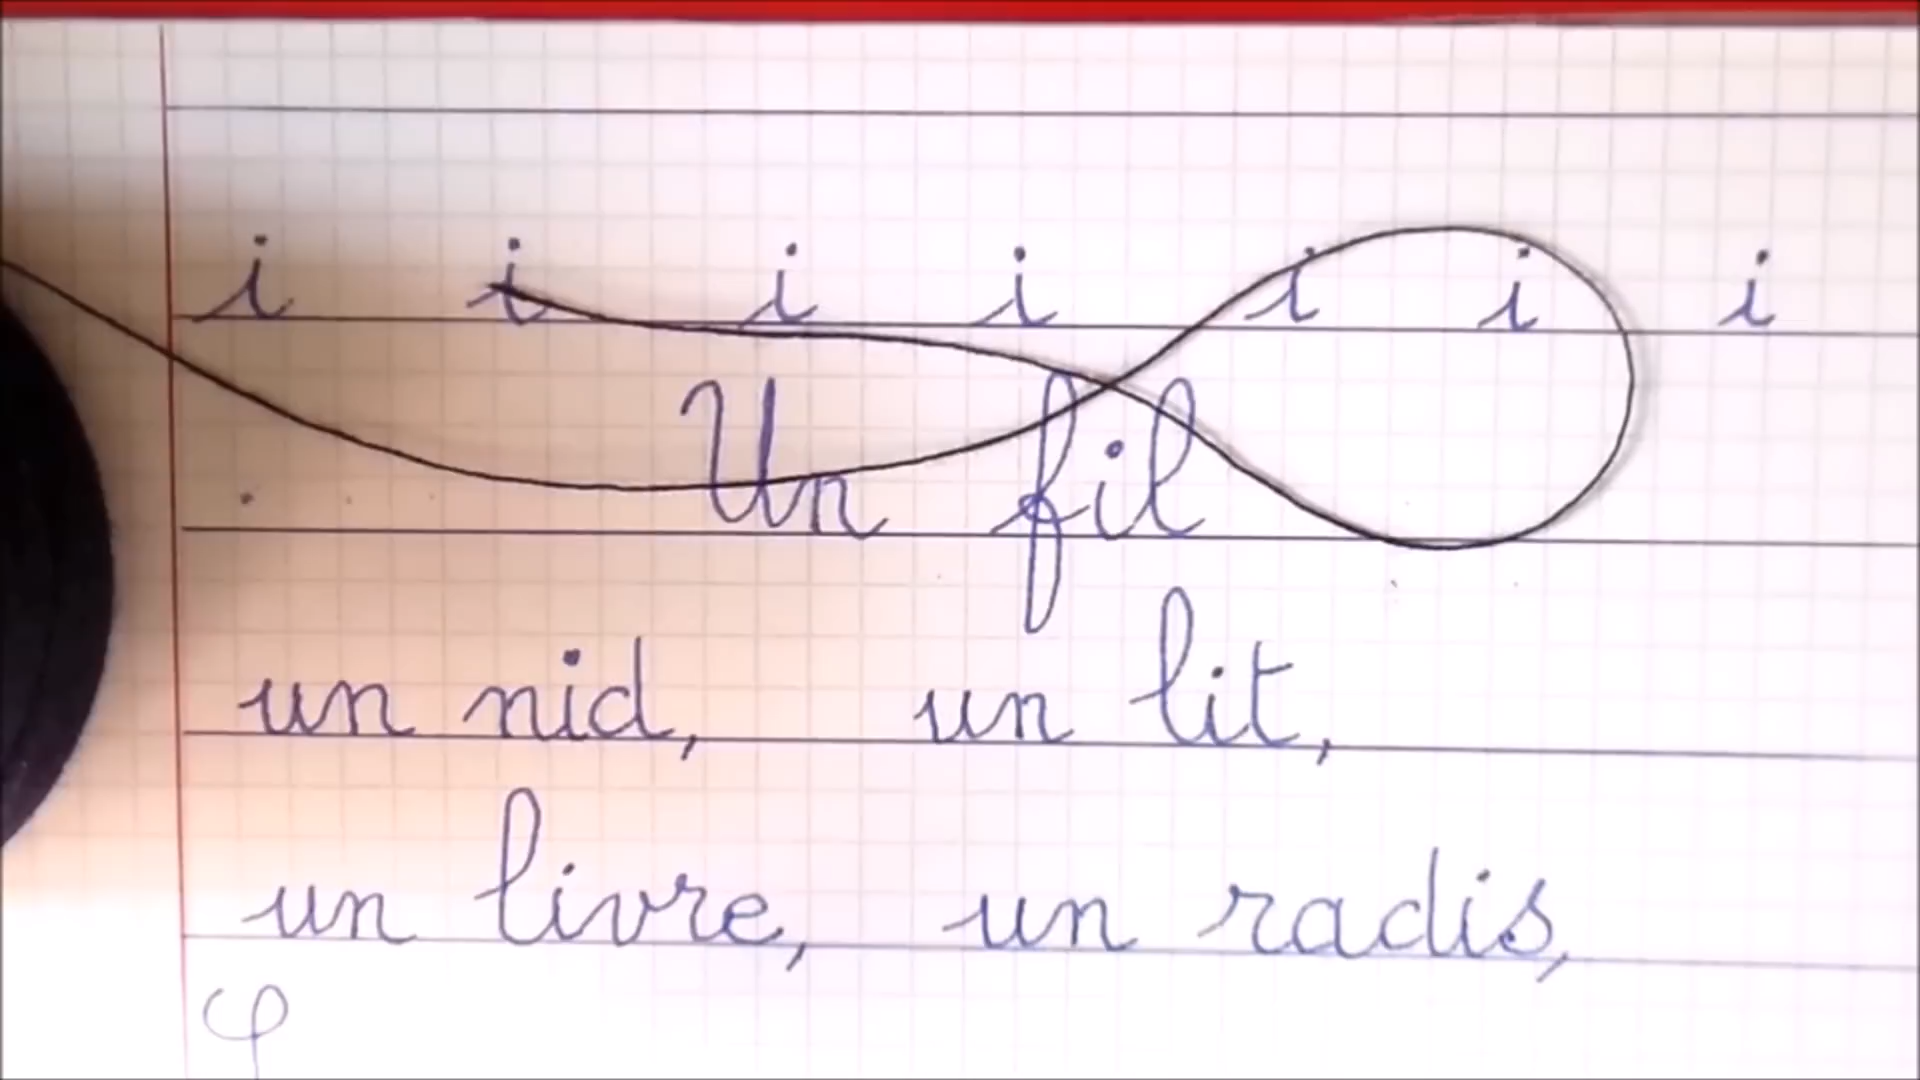 i i i i i i i
Un fil
un nid, un lit,
un livre, un radis,